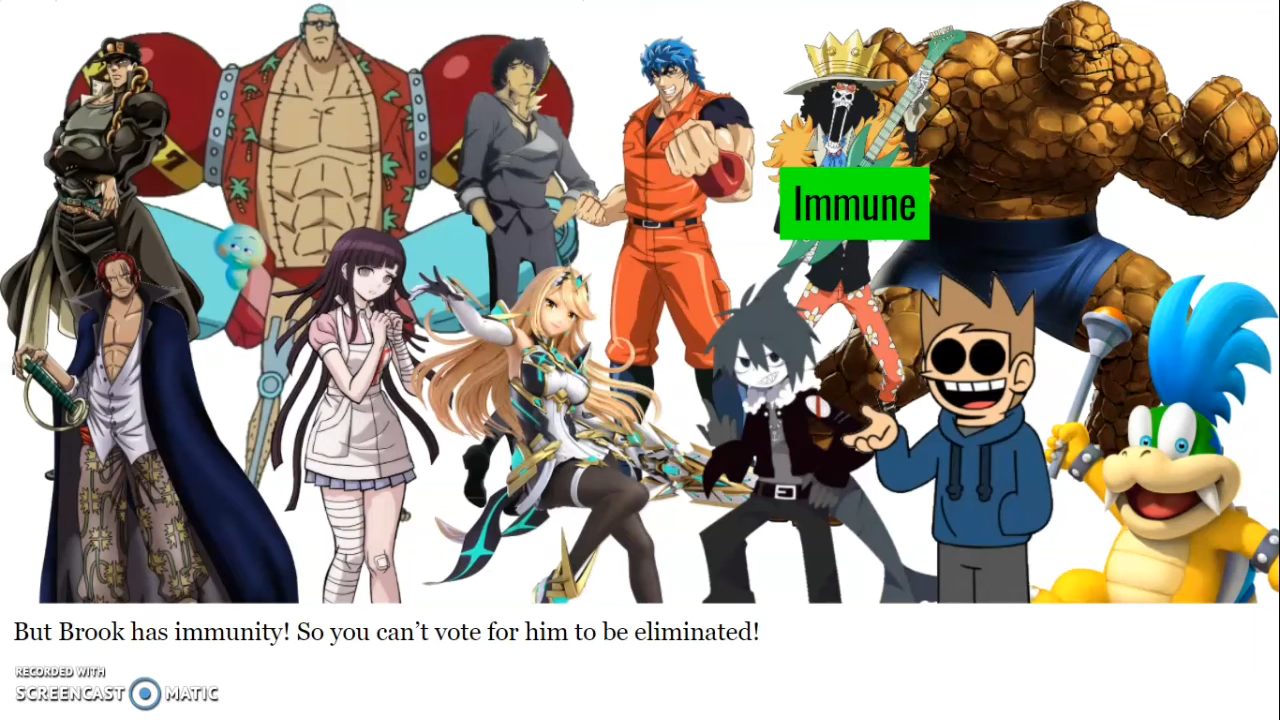 Immune
But Brook has immunity! So you can’t vote for him to be eliminated!
RECORDED WITH
SCREENCAST MATIC